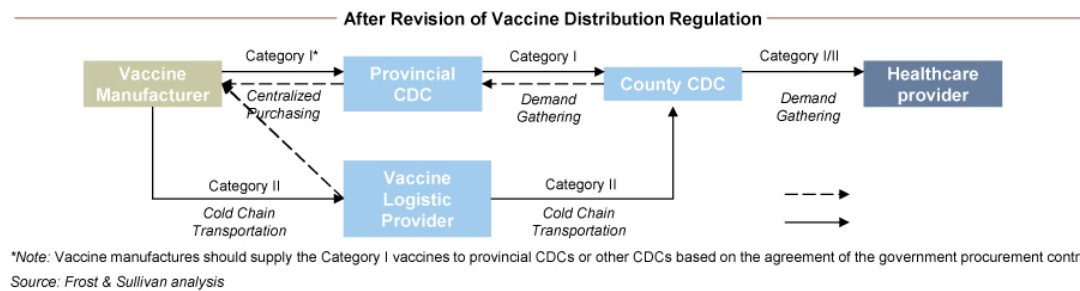 After Revision of Vaccine Distribution Regulation
Category I*
Category I
Category I/II
Vaccine
Manufacturer
Provincial
CDC
County CDC
Healthcare
provider
Centralized
Purchasing
Demand
Gathering
Demand
Gathering
Category II
Vaccine
Logistic
Provider
Category II
Cold Chain
Transportation
Cold Chain
Transportation
*Note: Vaccine manufactures should supply the Category I vaccines to provincial CDCs or other CDCs based on the agreement of the government procurement
Source: Frost & Sullivan analysis